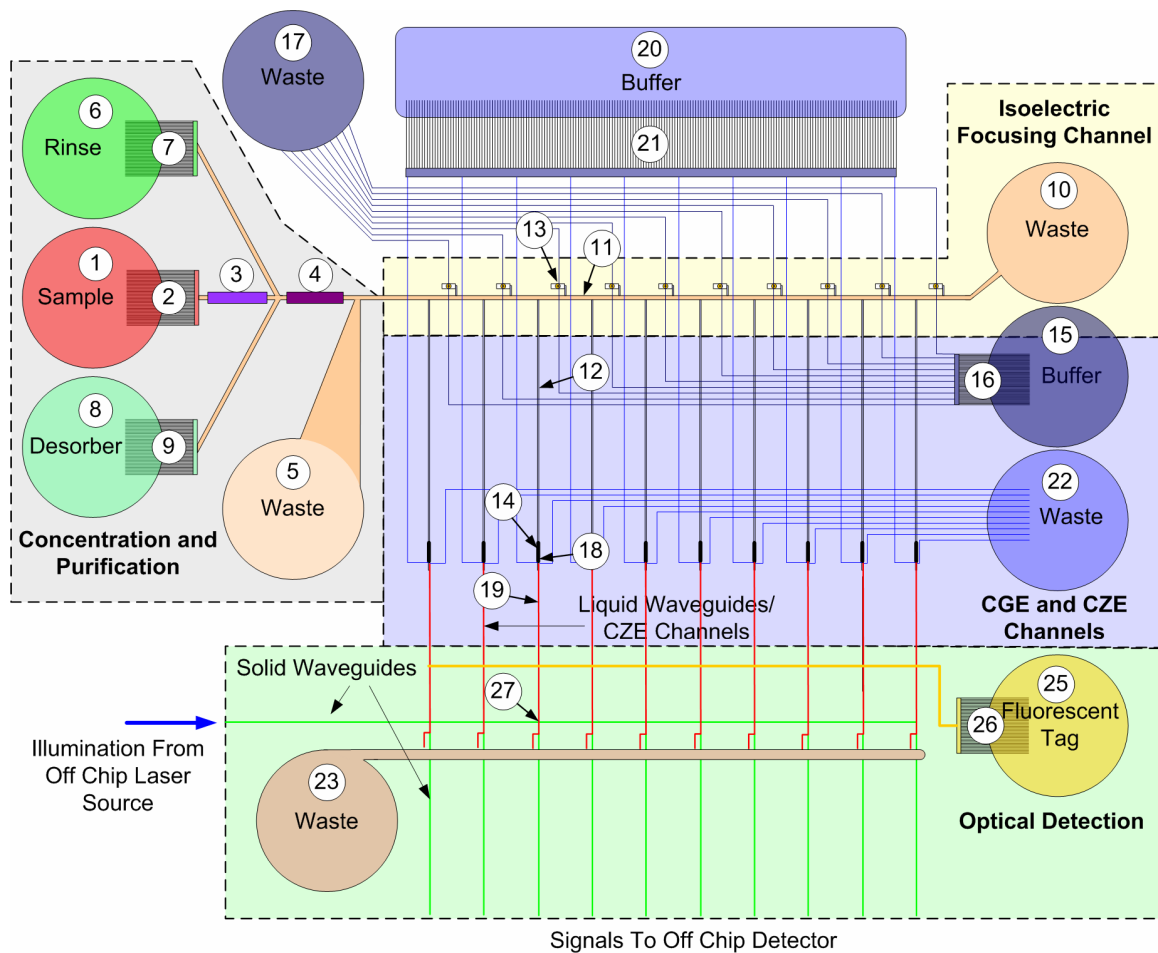 17
Waste
20
Buffer
21
6
Rinse
7
1
Sample
2
3
4
8
Desorber
9
5
Waste
Concentration and
Purification
Isoelectric
Focusing Channel
10
Waste
13
11
12
15
Buffer
16
14
18
19
22
Waste
Liquid Waveguides/
CZE Channels
CGE and CZE
Channels
Solid Waveguides
27
25
Fluorescent
Tag
26
Illumination From
Off Chip Laser
Source
23
Waste
Optical Detection
Signals To Off Chip Detector